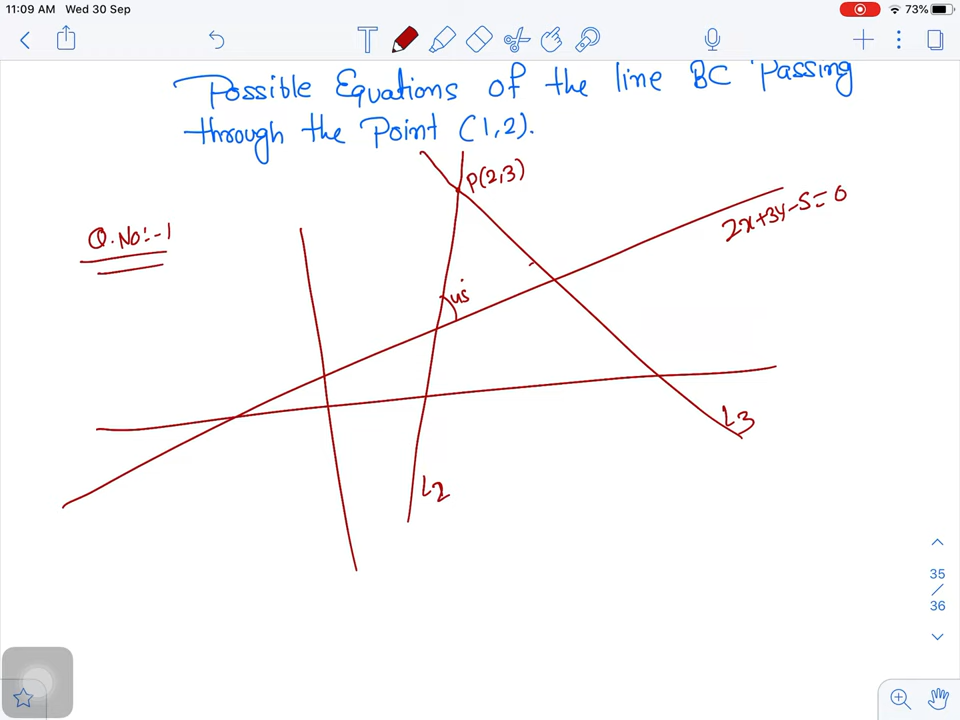 11:09 AM Wed 30 Sep
73%
T
Possible Equations of the line BC Passing
through the Point (1,2).
P(2,3)
2x+3y-5=0
Q.No:-1
45°
L3
L2
35
/
36